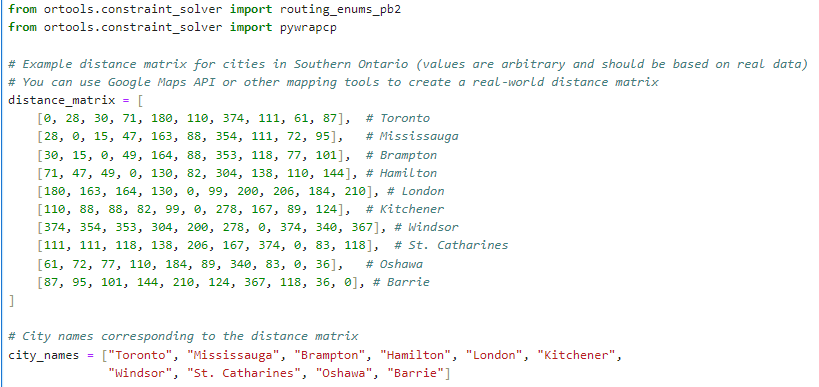 from ortools.constraint_solver import routing_enums_pb2
from ortools.constraint_solver import pywrapcp

# Example distance matrix for cities in Southern Ontario (values are arbitrary and should be based on real data)
# You can use Google Maps API or other mapping tools to create a real-world distance matrix
distance_matrix = [
    [0, 28, 30, 71, 180, 110, 374, 111, 61, 87],  # Toronto
    [28, 0, 15, 47, 163, 88, 354, 111, 72, 95],   # Mississauga
    [30, 15, 0, 49, 164, 88, 353, 118, 77, 101],  # Brampton
    [71, 47, 49, 0, 130, 82, 304, 138, 110, 144], # Hamilton
    [180, 163, 164, 130, 0, 99, 200, 206, 184, 210], # London
    [110, 88, 88, 82, 99, 0, 278, 167, 89, 124],  # Kitchener
    [374, 354, 353, 304, 200, 278, 0, 374, 340, 367], # Windsor
    [111, 111, 118, 138, 206, 167, 374, 0, 83, 118],  # St. Catharines
    [61, 72, 77, 110, 184, 89, 340, 83, 0, 36],   # Oshawa
    [87, 95, 101, 144, 210, 124, 367, 118, 36, 0], # Barrie
]

# City names corresponding to the distance matrix
city_names = ["Toronto", "Mississauga", "Brampton", "Hamilton", "London", "Kitchener",
              "Windsor", "St. Catharines", "Oshawa", "Barrie"]